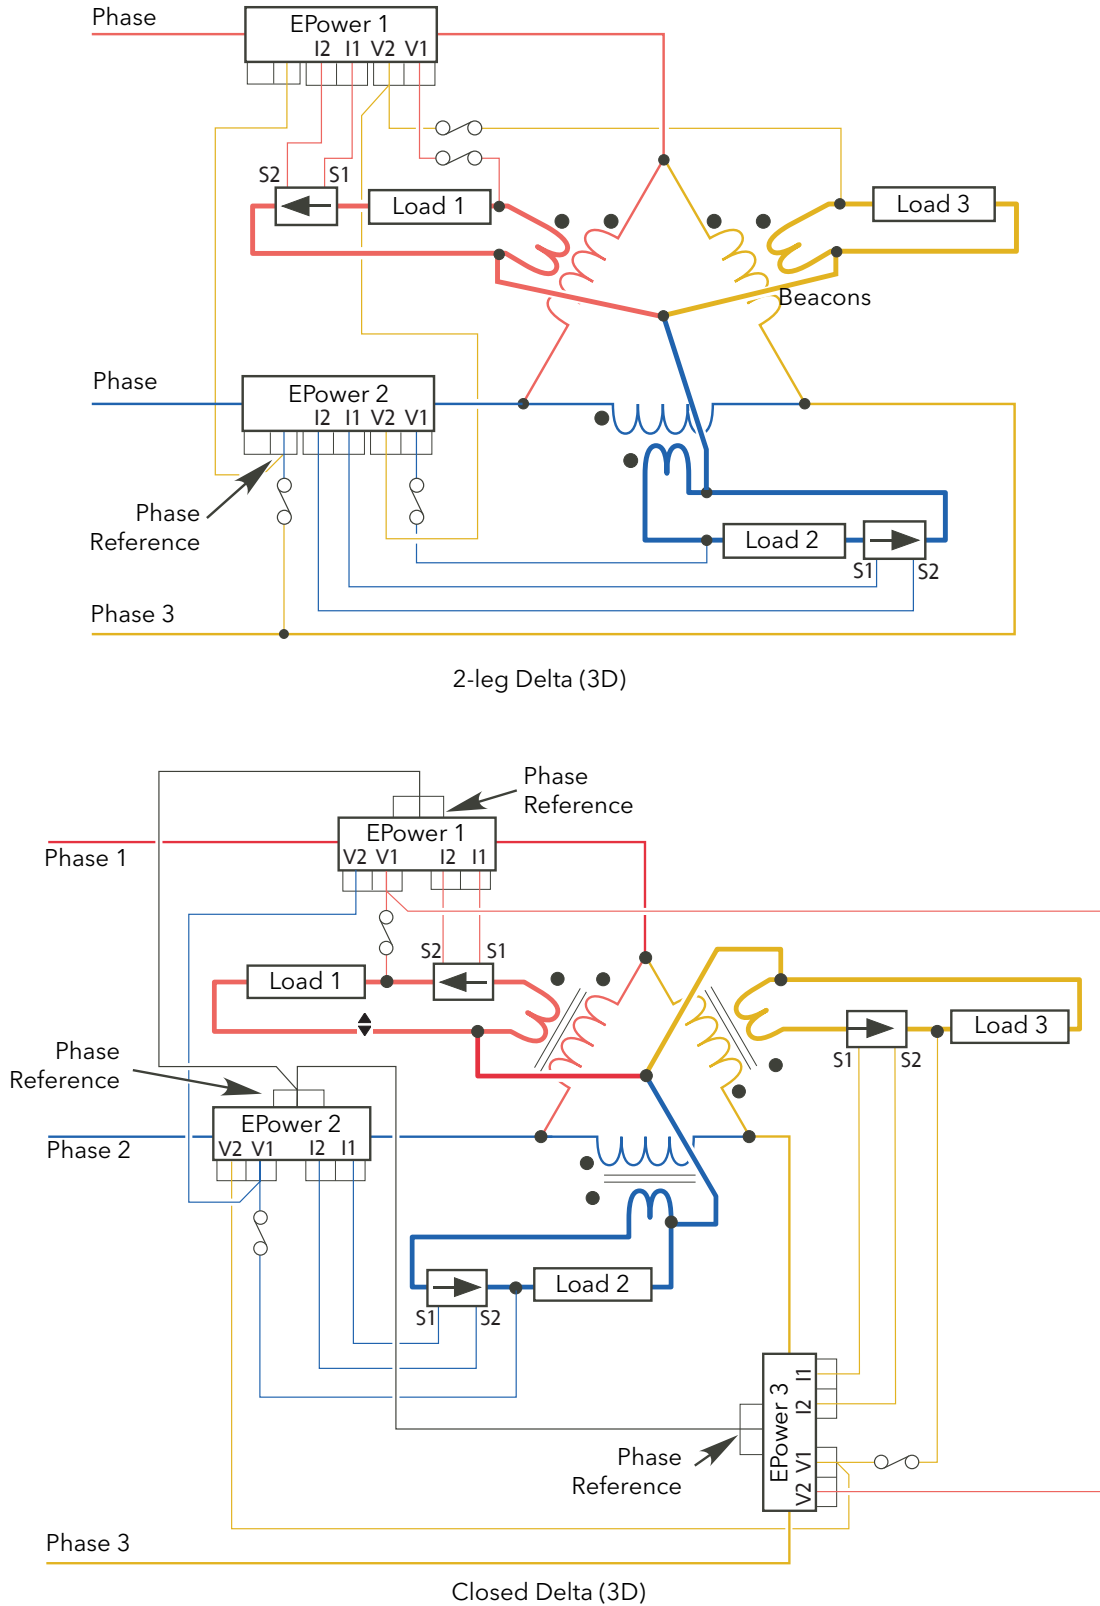 Phase
EPower 1
I2 I1 V2 V1
S2 S1
Load 1
Load 3
Beacons
Phase
EPower 2
I2 I1 V2 V1
Phase
Reference
Load 2
S1 S2
Phase 3
2-leg Delta (3D)
Phase
Reference
EPower 1
Phase 1
V2 V1 I2 I1
S2 S1
Load 1
Load 3
S1 S2
Phase
Reference
EPower 2
Phase 2
V2 V1 I2 I1
Load 2
S1 S2
EPower 3
I1
I2
V1
V2
Phase
Reference
Phase 3
Closed Delta (3D)